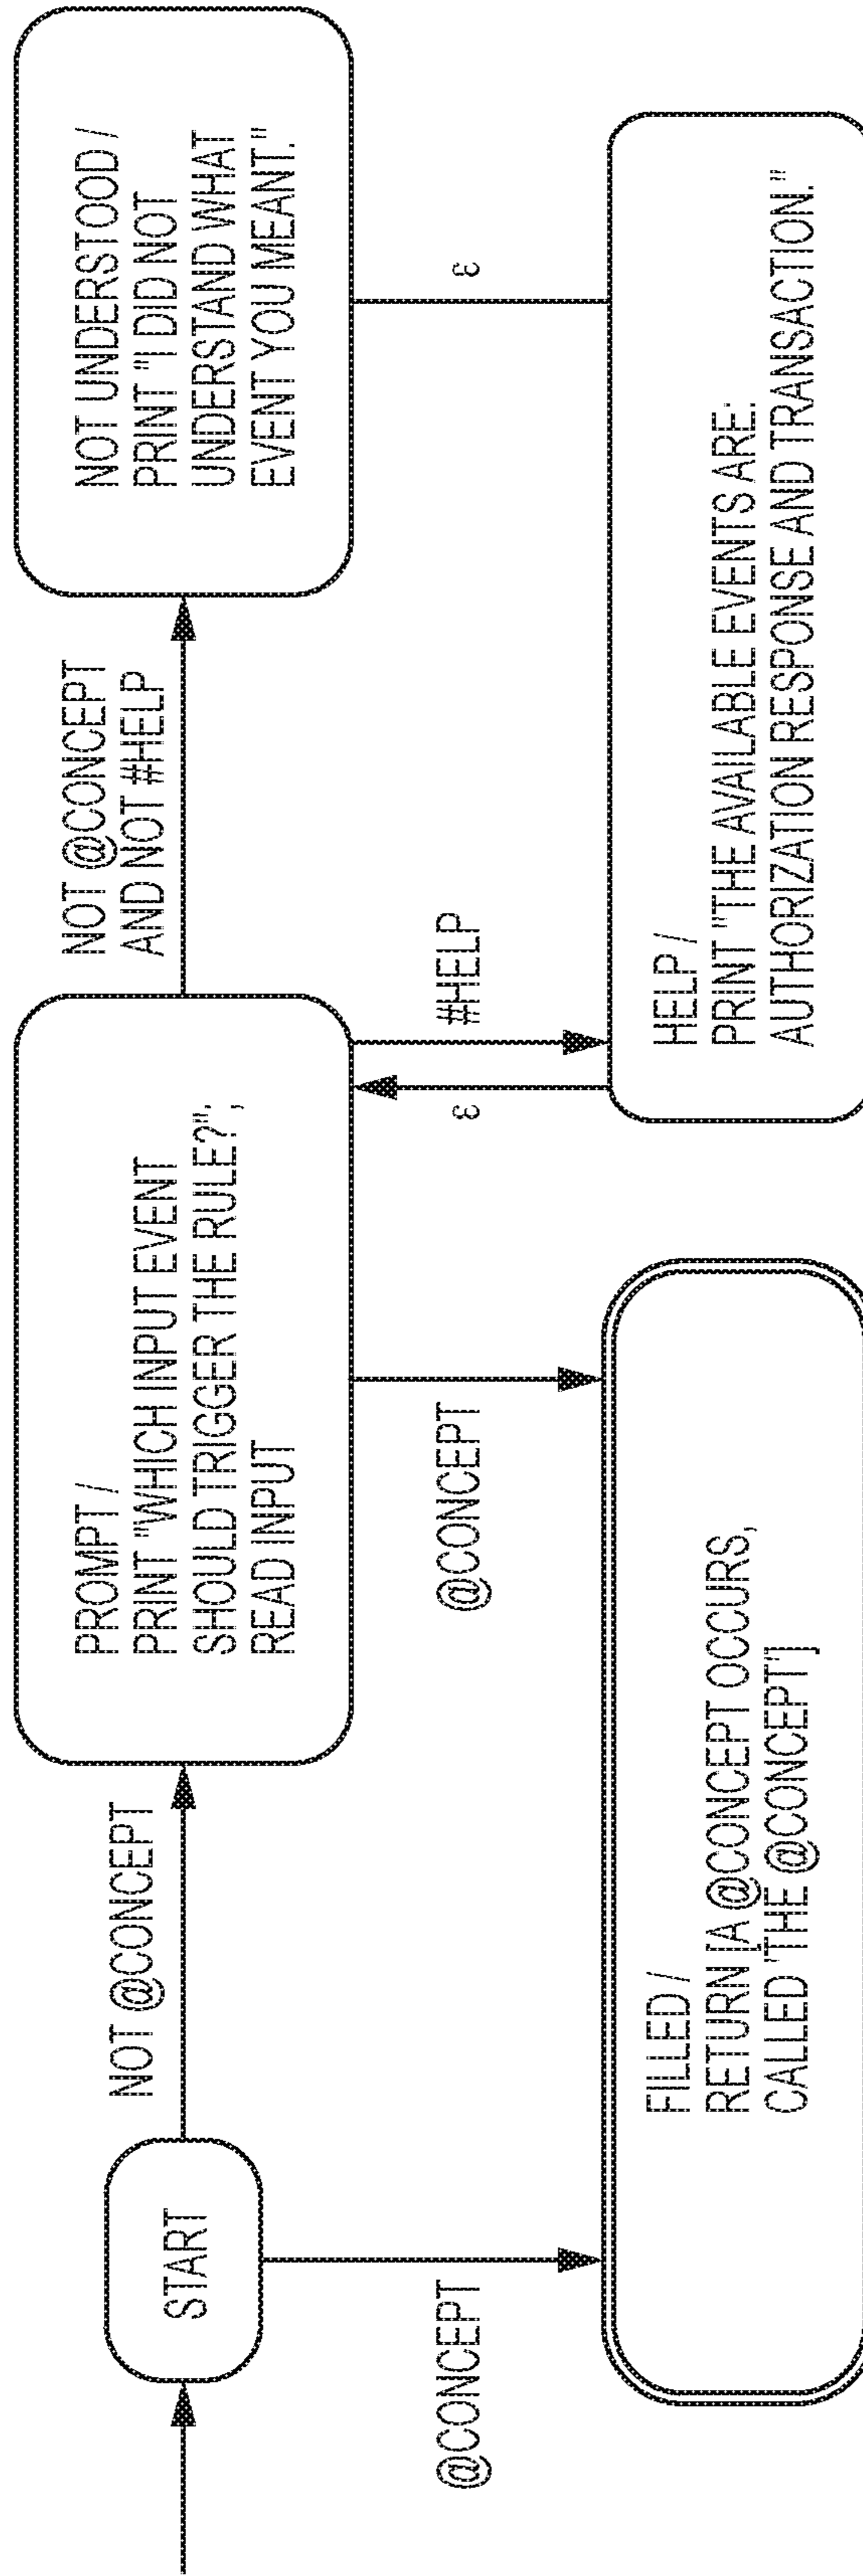 START
NOT @CONCEPT
@CONCEPT
PROMPT /
PRINT "WHICH INPUT EVENT
SHOULD TRIGGER THE RULE?";
READ INPUT
NOT @CONCEPT
AND NOT #HELP
NOT UNDERSTOOD /
PRINT "I DID NOT
UNDERSTAND WHAT
EVENT YOU MEANT."
@CONCEPT
ε
#HELP
ε
FILLED /
RETURN [A @CONCEPT OCCURS,
CALLED 'THE @CONCEPT']
HELP /
PRINT "THE AVAILABLE EVENTS ARE:
AUTHORIZATION RESPONSE AND TRANSACTION."